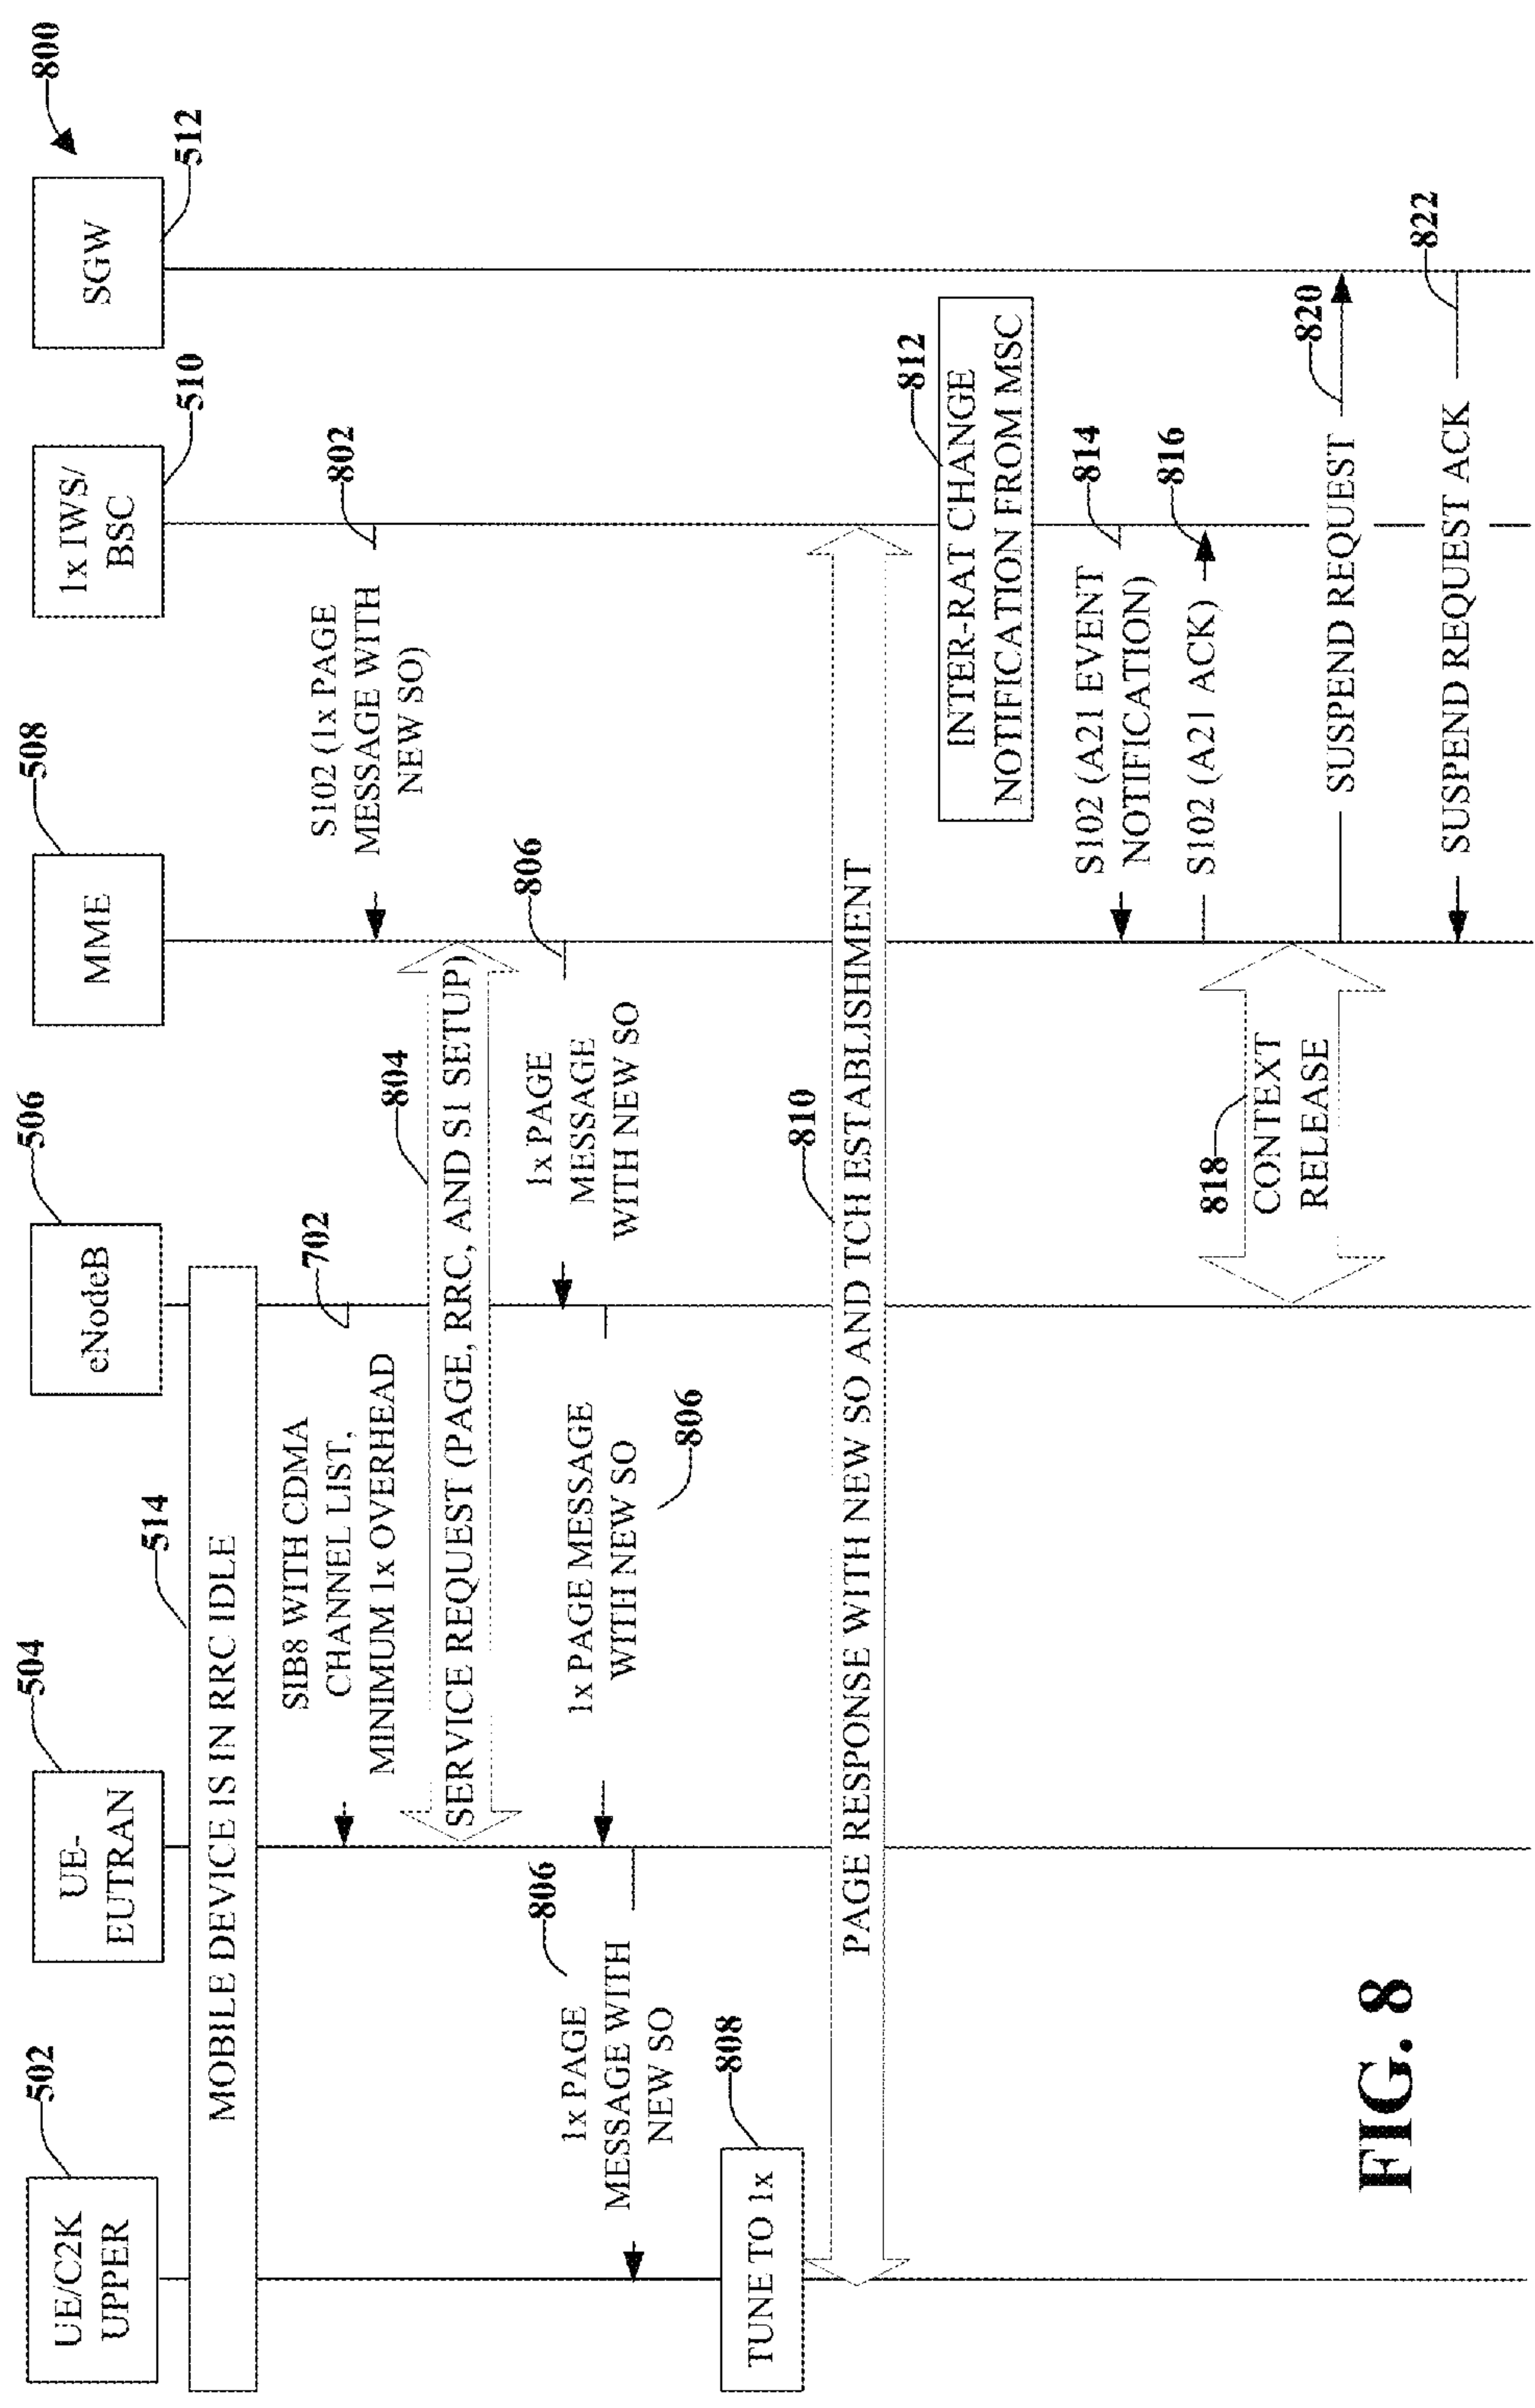 800
502
504
506
508
510
512
UE/C2K
UPPER
UE-
EUTRAN
eNodeB
MME
1x IWS/
BSC
SGW
514
MOBILE DEVICE IS IN RRC IDLE
702
SIB8 WITH CDMA
CHANNEL LIST,
MINIMUM 1x OVERHEAD
802
S102 (1x PAGE
MESSAGE WITH
NEW SO)
804
SERVICE REQUEST (PAGE, RRC, AND S1 SETUP)
806
1x PAGE
MESSAGE
WITH NEW SO
1x PAGE MESSAGE
WITH NEW SO
806
806
1x PAGE
MESSAGE WITH
NEW SO
808
TUNE TO 1x
810
PAGE RESPONSE WITH NEW SO AND TCH ESTABLISHMENT
812
INTER-RAT CHANGE
NOTIFICATION FROM MSC
814
S102 (A21 EVENT
NOTIFICATION)
816
S102 (A21 ACK)
818
CONTEXT
RELEASE
820
SUSPEND REQUEST
822
SUSPEND REQUEST ACK
FIG. 8